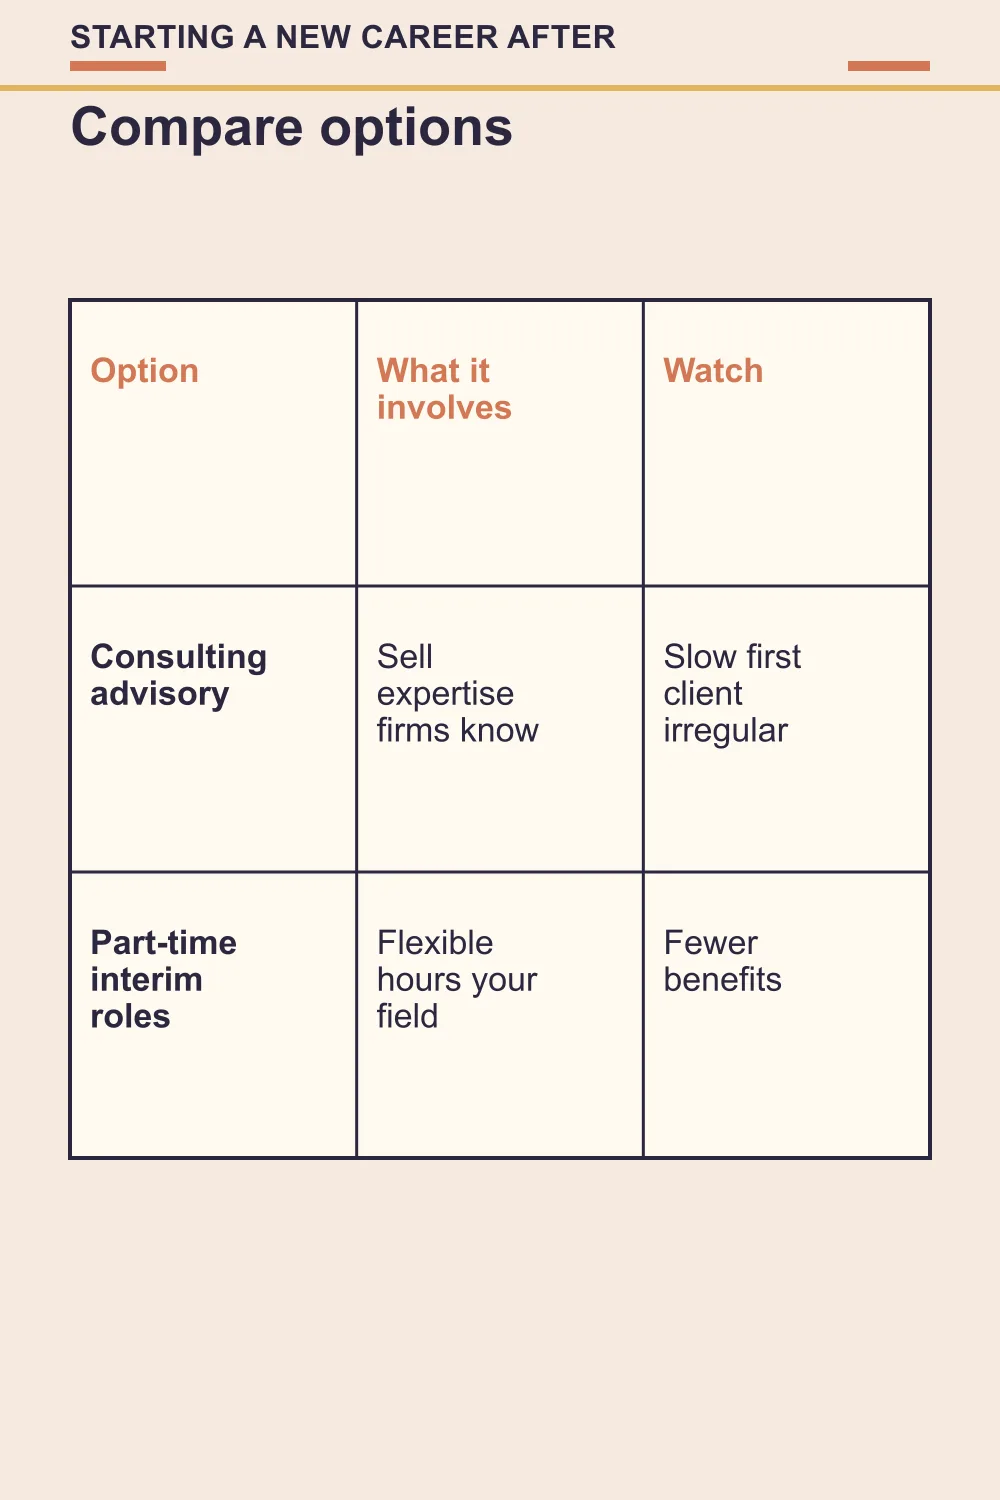 STARTING A NEW CAREER AFTER
Compare options
Option
What it
involves
Watch
Consulting
advisory
Sell
expertise
firms know
Slow first
client
irregular
Part-time
interim
roles
Flexible
hours your
field
Fewer
benefits